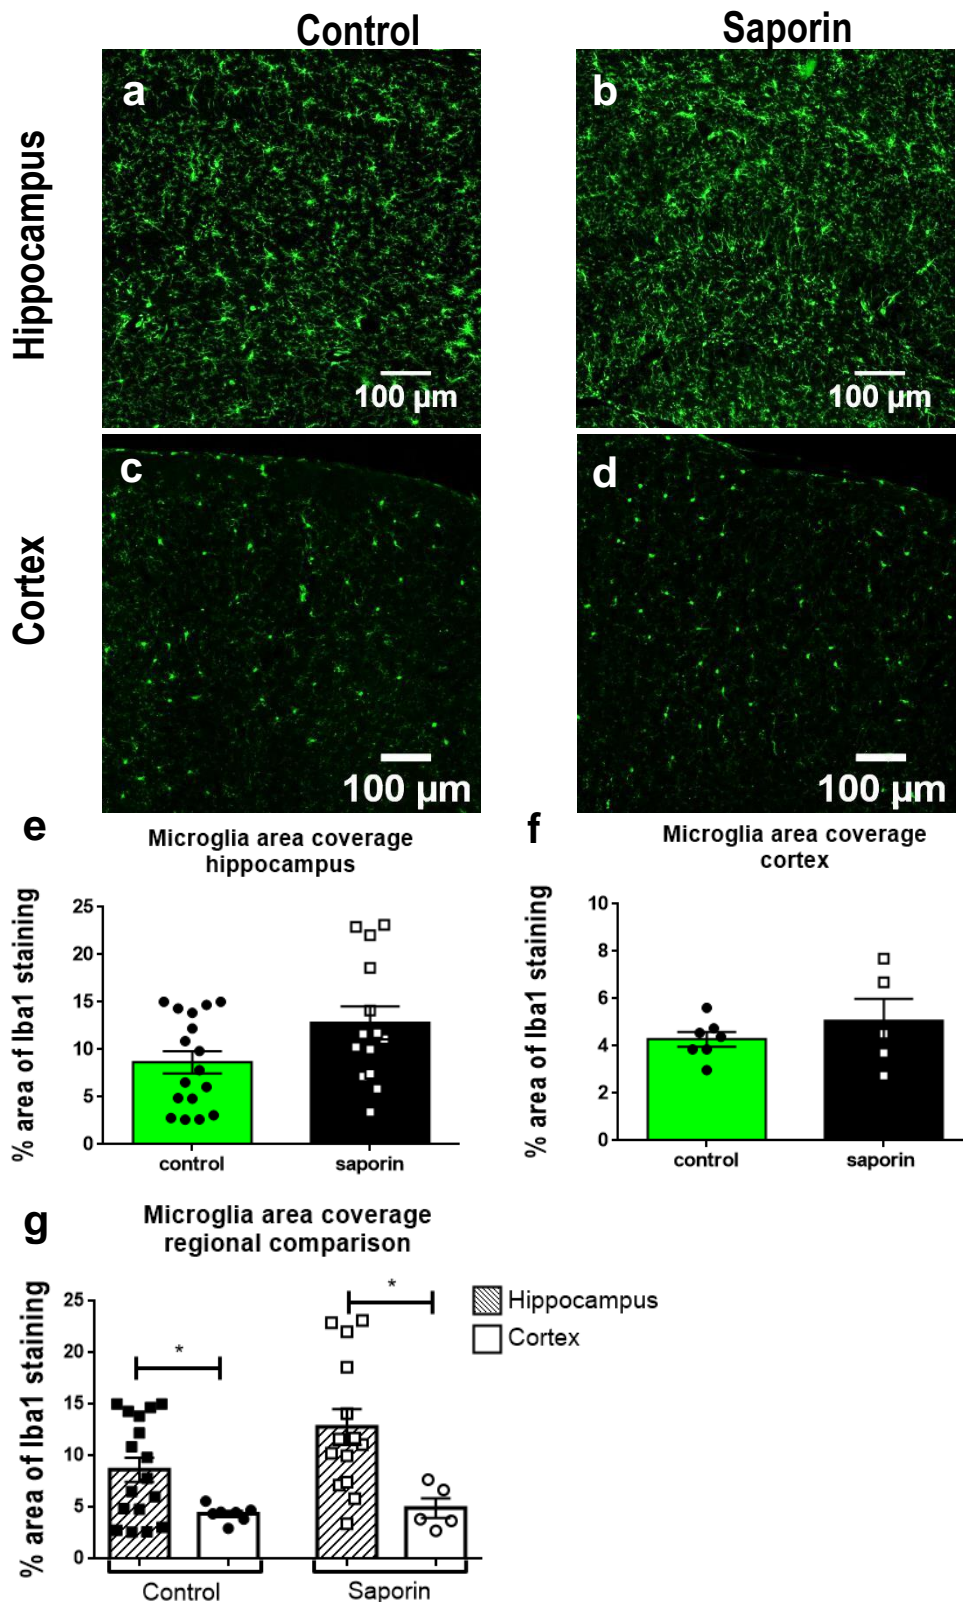 Control
Saporin
Hippocampus
a
b
100 µm
100 µm
Cortex
c
d
100 µm
100 µm
e
Microglia area coverage
hippocampus
% area of Iba1 staining
25
20
15
10
5
0
control
saporin
f
Microglia area coverage
cortex
% area of Iba1 staining
10
8
6
4
2
0
control
saporin
g
Microglia area coverage
regional comparison
% area of Iba1 staining
25
20
15
10
5
0
*
*
Hippocampus
Cortex
Control
Saporin